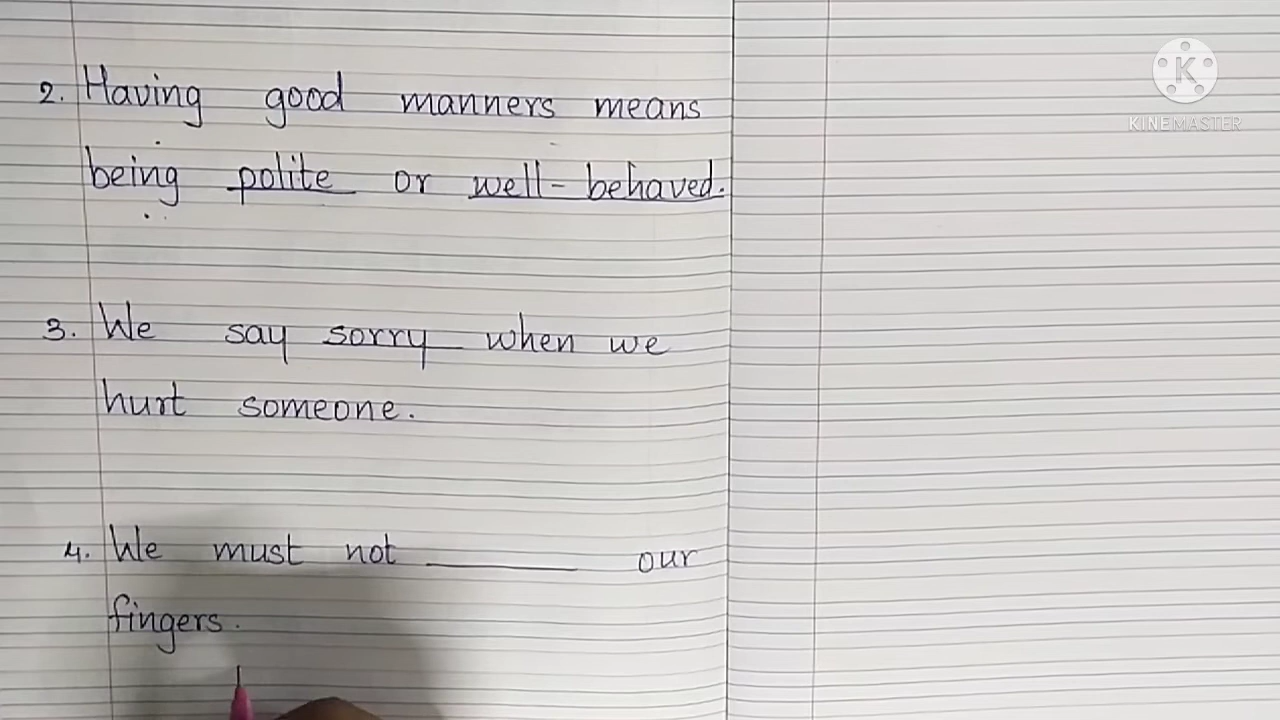 2. Having good manners means
being polite or well-behaved.
3. We say sorry when we
hurt someone.
4. We must not ________ our
fingers.
K
KINEMASTER